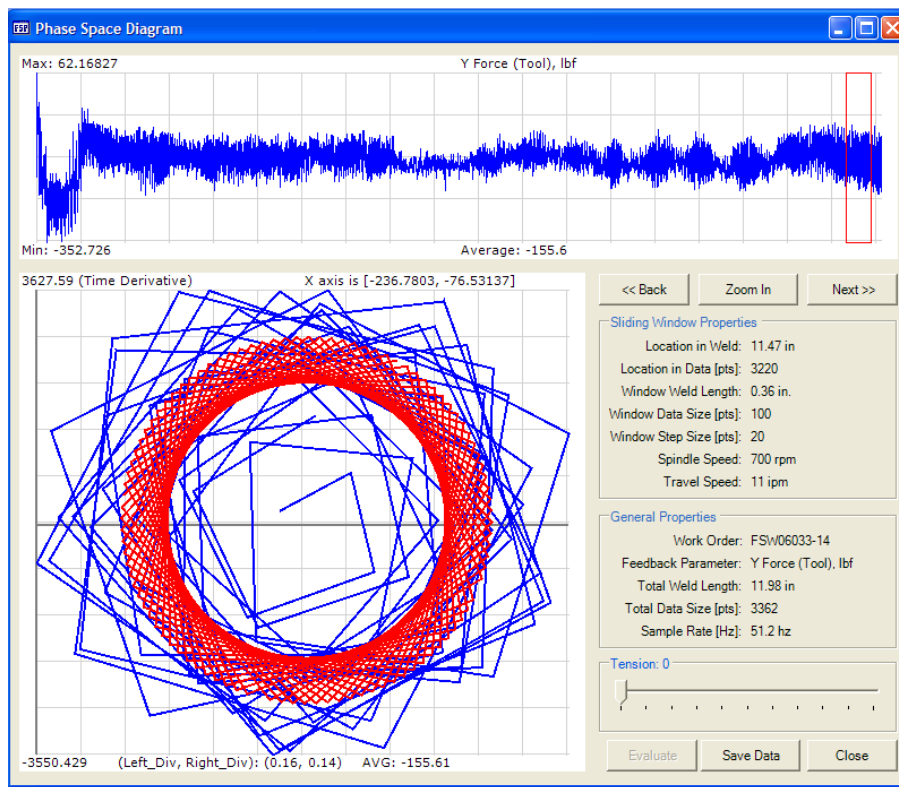 FSP Phase Space Diagram
Max: 62.16827 Y Force (Tool), lbf
Min: -352.726 Average: -155.6
3627.59 (Time Derivative) X axis is [-236.7803, -76.53137]
-3550.429 (Left_Div, Right_Div): (0.16, 0.14) AVG: -155.61
<< Back Zoom In Next >>
Sliding Window Properties
Location in Weld: 11.47 in
Location in Data [pts]: 3220
Window Weld Length: 0.36 in.
Window Data Size [pts]: 100
Window Step Size [pts]: 20
Spindle Speed: 700 rpm
Travel Speed: 11 ipm
General Properties
Work Order: FSW06033-14
Feedback Parameter: Y Force (Tool), lbf
Total Weld Length: 11.98 in
Total Data Size [pts]: 3362
Sample Rate [Hz]: 51.2 hz
Tension: 0
Evaluate Save Data Close